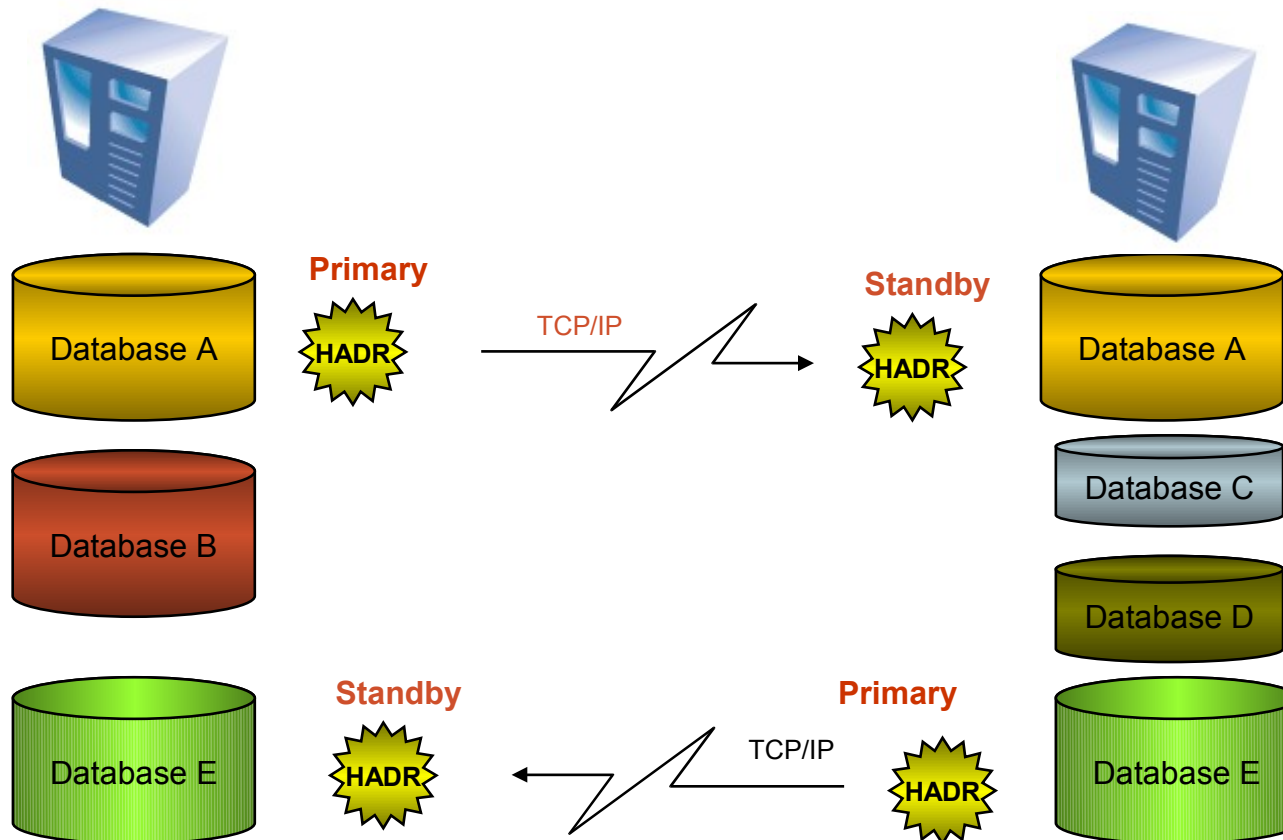 Primary
Standby
Database A
HADR
TCP/IP
HADR
Database A
Database B
Database C
Database D
Standby
Primary
Database E
HADR
TCP/IP
HADR
Database E